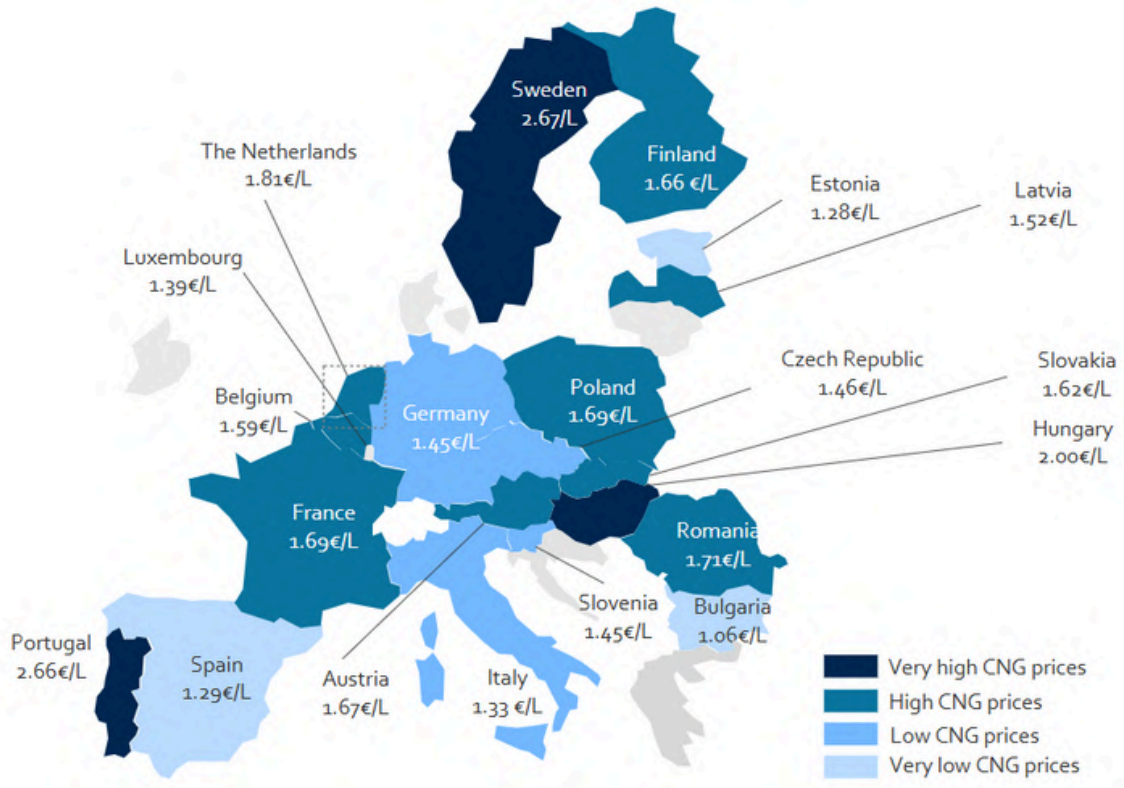 Sweden
2.67/L
The Netherlands
1.81€/L
Finland
1.66 €/L
Estonia
1.28€/L
Latvia
1.52€/L
Luxembourg
1.39€/L
Belgium
1.59€/L
Germany
1.45€/L
Poland
1.69€/L
Czech Republic
1.46€/L
Slovakia
1.62€/L
Hungary
2.00€/L
France
1.69€/L
Romania
1.71€/L
Slovenia
1.45€/L
Bulgaria
1.06€/L
Portugal
2.66€/L
Spain
1.29€/L
Austria
1.67€/L
Italy
1.33 €/L
Very high CNG prices
High CNG prices
Low CNG prices
Very low CNG prices